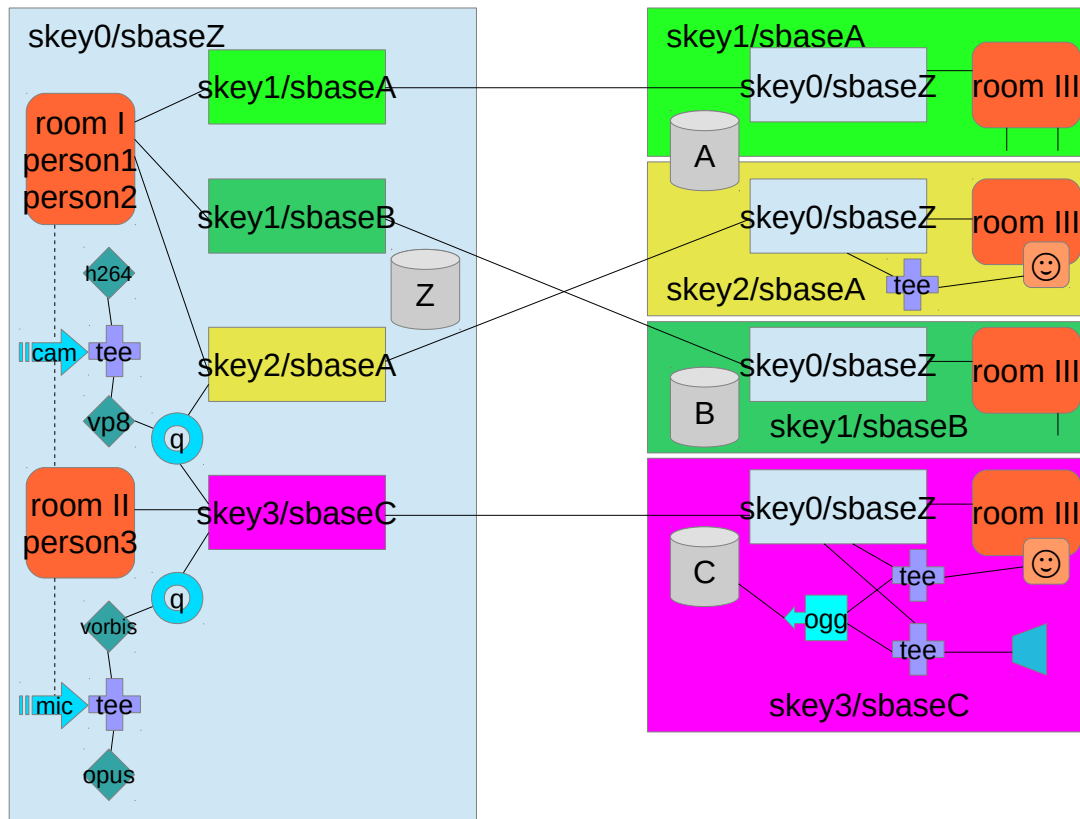 skey0/sbaseZ
skey1/sbaseA
room I
person1
person2
skey1/sbaseB
h264
Z
cam
tee
skey2/sbaseA
vp8
q
room II
person3
skey3/sbaseC
q
vorbis
mic
tee
opus
skey1/sbaseA
skey0/sbaseZ
room III
A
skey0/sbaseZ
room III
tee
skey2/sbaseA
skey0/sbaseZ
room III
B
skey1/sbaseB
skey0/sbaseZ
room III
C
tee
ogg
tee
skey3/sbaseC